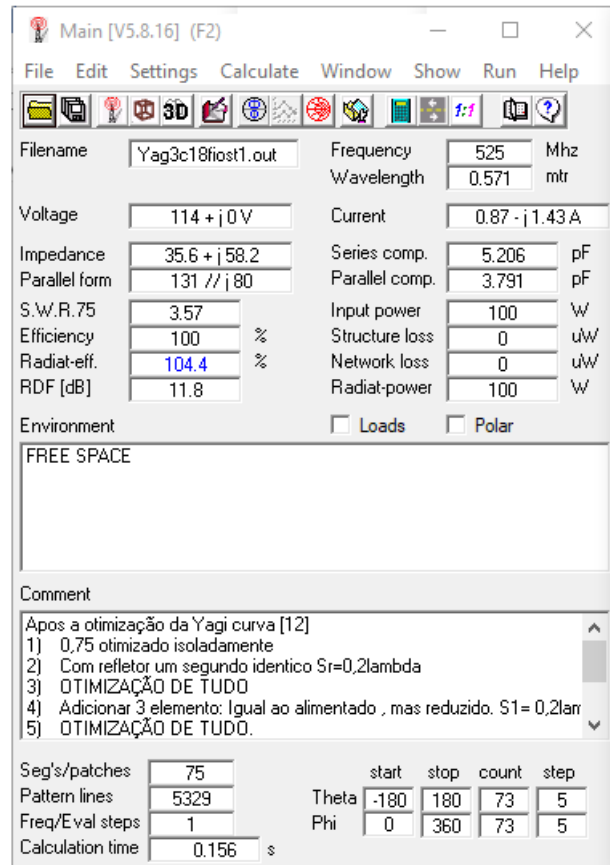 Main [V5.8.16] (F2)
File Edit Settings Calculate Window Show Run Help
3D 1:1 ?
Filename Yag3c18fiost1.out Frequency 525 Mhz
Wavelength 0.571 mtr
Voltage 114 + j 0 V Current 0.87 - j 1.43 A
Impedance 35.6 + j 58.2 Series comp. 5.206 pF
Parallel form 131 // j 80 Parallel comp. 3.791 pF
S.W.R.75 3.57 Input power 100 W
Efficiency 100 % Structure loss 0 uW
Radiat-eff. 104.4 % Network loss 0 uW
RDF [dB] 11.8 Radiat-power 100 W
Environment Loads Polar
FREE SPACE
Comment
Apos a otimização da Yagi curva [12]
1) 0,75 otimizado isoladamente
2) Com refletor um segundo identico Sr=0,2lambda
3) OTIMIZAÇÃO DE TUDO
4) Adicionar 3 elemento: Igual ao alimentado , mas reduzido. S1= 0,2lam
5) OTIMIZAÇÃO DE TUDO.
Seg's/patches 75 start stop count step
Pattern lines 5329 Theta -180 180 73 5
Freq/Eval steps 1 Phi 0 360 73 5
Calculation time 0.156 s